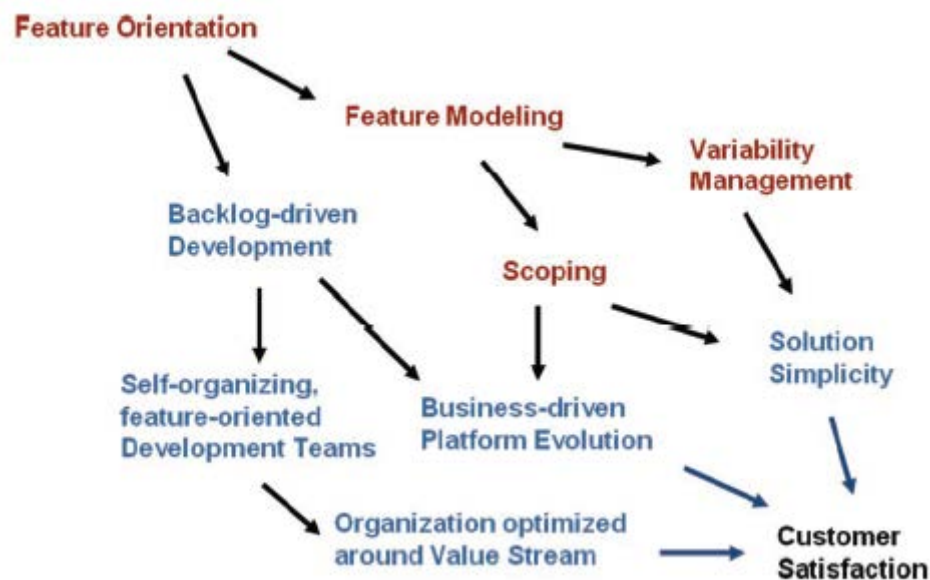 Feature Orientation
Feature Modeling
Variability
Management
Backlog-driven
Development
Scoping
Solution
Simplicity
Self-organizing,
feature-oriented
Development Teams
Business-driven
Platform Evolution
Organization optimized
around Value Stream
Customer
Satisfaction